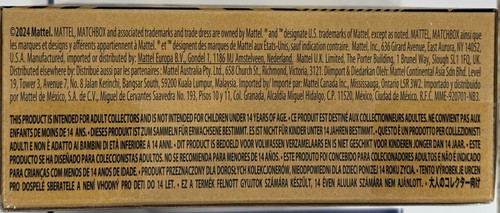 ©2024 Mattel. MATTEL, MATCHBOX and associated trademarks and trade dress are owned by Mattel.® and ™ designate U.S. trademarks of Mattel, except as noted. MATTEL, MATCHBOX ainsi que
les marques et designs y afférents appartiennent à Mattel.® et ™ désignent des marques de Mattel aux États-Unis, sauf indication contraire. Mattel, Inc., 636 Girard Avenue, East Aurora, NY 14052,
U.S.A. Manufactured, imported or distributed by: Mattel Europa B.V., Gondel 1, 1186 MJ Amstelveen, Nederland. Mattel U.K. Limited, The Porter Building, 1 Brunel Way, Slough SL1 1FQ, UK.
Distributed elsewhere by: Distribué aussi par les industries: Mattel Australia Pty. Ltd., 658 Church St., Richmond, Victoria, 3121. Diimport & Diedarkan Oleh: Mattel Continental Asia Sdn.Bhd. Level
19, Tower 3, Avenue 7, No. 8 Jalan Kerinchi, Bangsar South, 59200 Kuala Lumpur, Malaysia. Imported by/Importé par: Mattel Canada Inc., Mississauga, Ontario L5R 3W2. Importado y distribuido
por Mattel de México, S.A. de C.V., Miguel de Cervantes Saavedra No. 193, Pisos 10 y 11, Col. Granada, Alcaldía Miguel Hidalgo, C.P. 11520, México, Ciudad de México. R.F.C. MME-920701-NB3.
THIS PRODUCT IS INTENDED FOR ADULT COLLECTORS AND IS NOT INTENDED FOR CHILDREN UNDER 14 YEARS OF AGE. • CE PRODUIT EST DESTINÉ AUX COLLECTIONNEURS ADULTES. NE CONVIENT PAS AUX
ENFANTS DE MOINS DE 14 ANS. • DIESES PRODUKT IST ZUM SAMMELN FÜR ERWACHSENE BESTIMMT. ES IST NICHT FÜR KINDER UNTER 14 JAHREN BESTIMMT. • QUESTO È UN PRODOTTO PER COLLEZIONISTI
ADULTI E NON È ADATTO AI BAMBINI DI ETÀ INFERIORE A 14 ANNI. • DIT PRODUCT IS BEDOELD VOOR VOLWASSEN VERZAMELAARS EN IS NIET GESCHIKT VOOR KINDEREN JONGER DAN 14 JAAR. • ESTE
PRODUCTO SE HA DISEÑADO PARA COLECCIONISTAS ADULTOS. NO SE RECOMIENDA PARA MENORES DE 14 AÑOS. • ESTE PRODUTO FOI CONCEBIDO PARA COLECIONADORES ADULTOS E NÃO É INDICADO
PARA CRIANÇAS COM MENOS DE 14 ANOS DE IDADE. • PRODUKT PRZEZNACZONY DLA DOROSŁYCH KOLEKCJONERÓW, NIEODPOWIEDNI DLA DZIECI PONIŻEJ 14 ROKU ŻYCIA. • TENTO VÝROBEK JE URČEN
PRO DOSPĚLÉ SBĚRATELE A NENÍ VHODNÝ PRO DĚTI DO 14 LET. • EZ A TERMÉK FELNŐTT GYŰJTŐK SZÁMÁRA KÉSZÜLT, 14 ÉVEN ALULIAK SZÁMÁRA NEM AJÁNLOTT. • 大人のコレクター向け